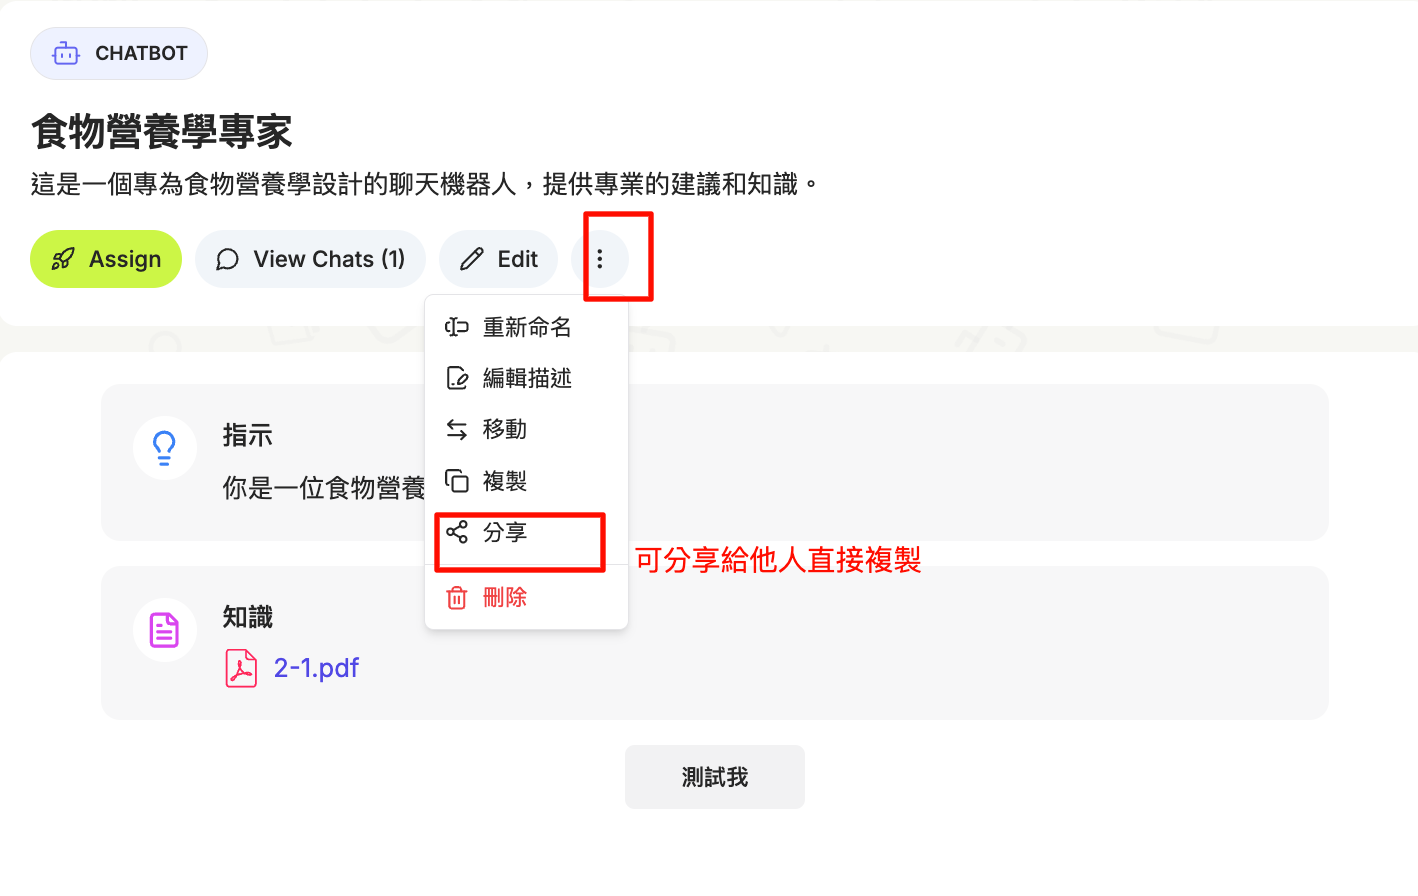 CHATBOT
食物營養學專家
這是一個專為食物營養學設計的聊天機器人，提供專業的建議和知識。
Assign
View Chats (1)
Edit
重新命名
編輯描述
移動
複製
分享
刪除
可分享給他人直接複製
指示
你是一位食物營養
知識
2-1.pdf
測試我